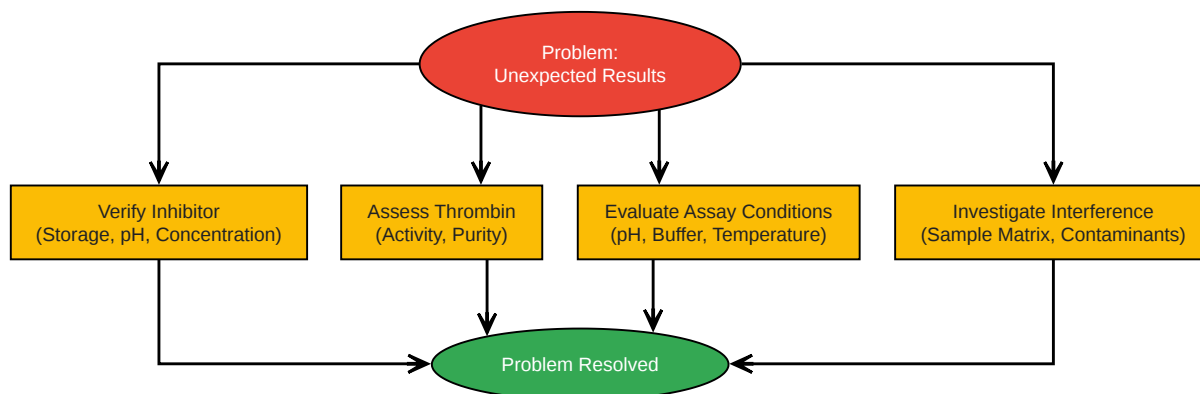 Problem:
Unexpected Results
Verify Inhibitor
(Storage, pH, Concentration)
Assess Thrombin
(Activity, Purity)
Evaluate Assay Conditions
(pH, Buffer, Temperature)
Investigate Interference
(Sample Matrix, Contaminants)
Problem Resolved